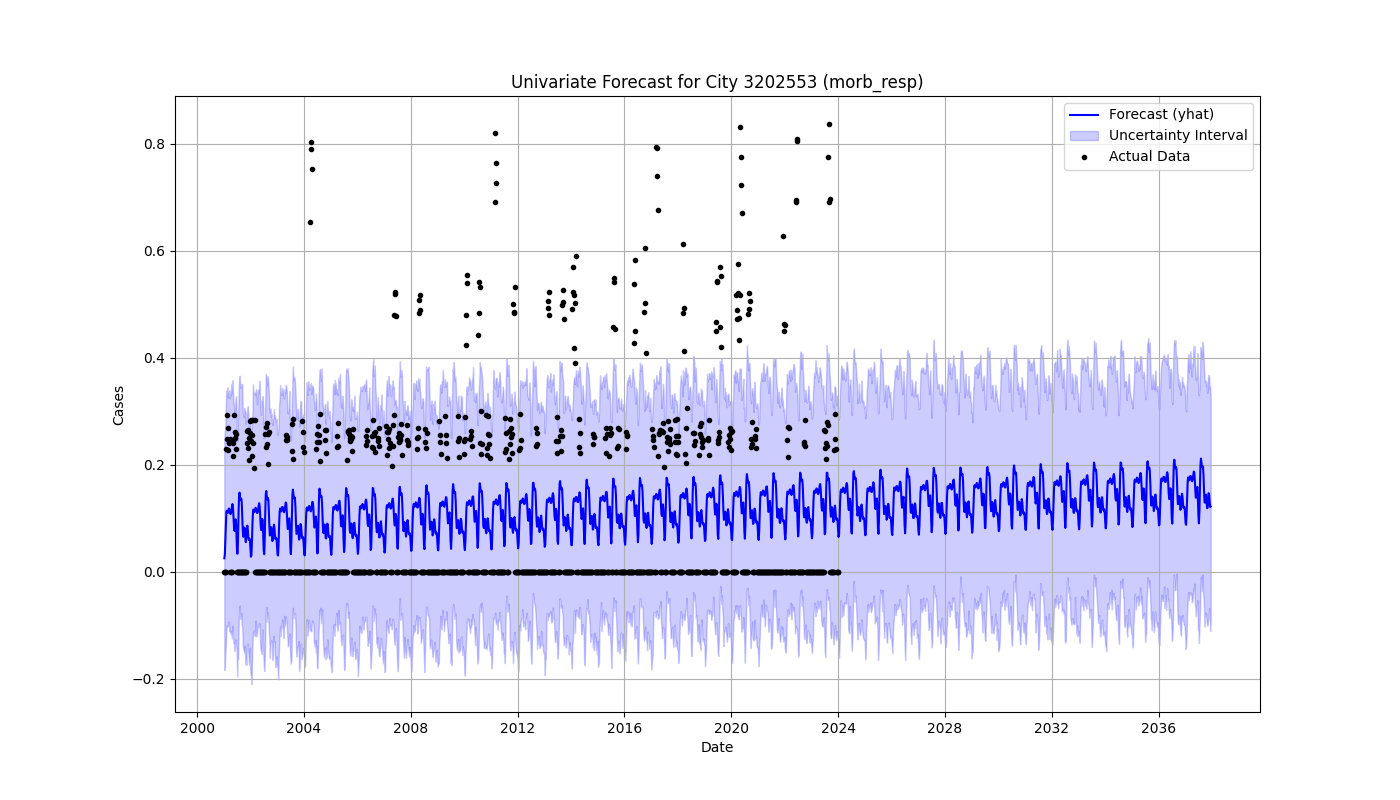 Univariate Forecast for City 3202553 (morb_resp)
Forecast (yhat)
Uncertainty Interval
Actual Data
Cases
0.8
0.6
0.4
0.2
0.0
−0.2
2000 2004 2008 2012 2016 2020 2024 2028 2032 2036
Date